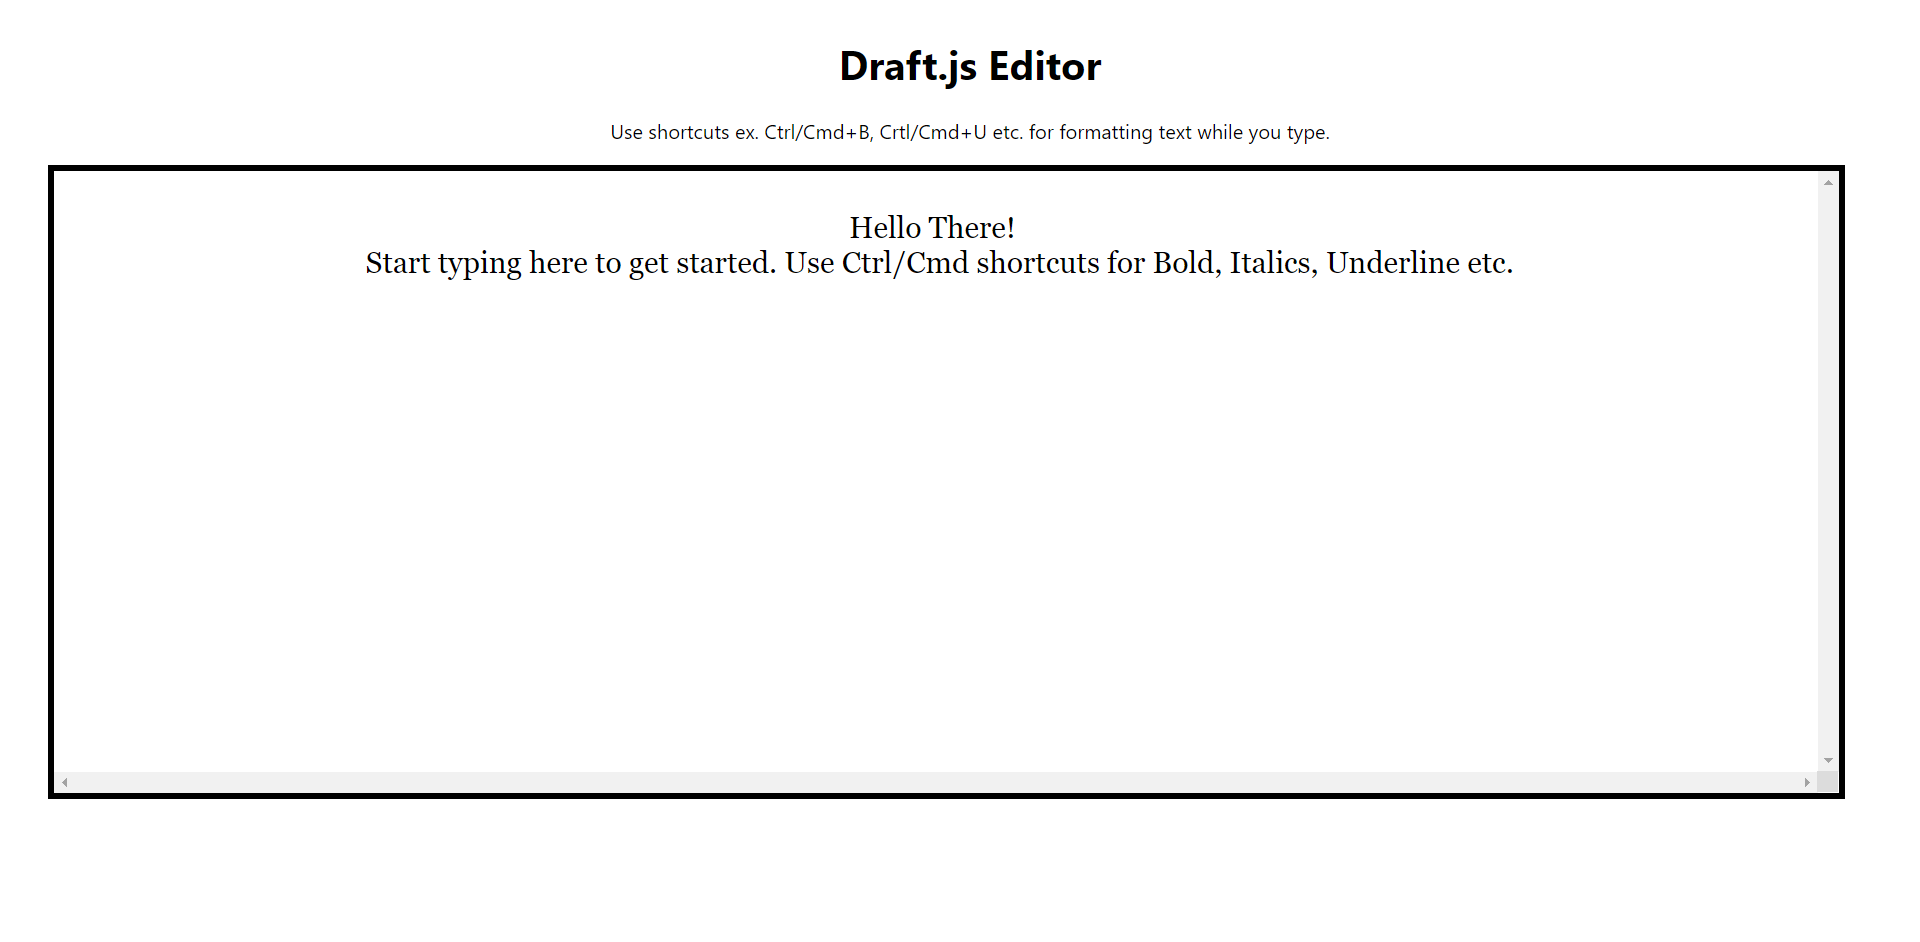 Draft.js Editor
Use shortcuts ex. Ctrl/Cmd+B, Crtl/Cmd+U etc. for formatting text while you type.
Hello There!
Start typing here to get started. Use Ctrl/Cmd shortcuts for Bold, Italics, Underline etc.